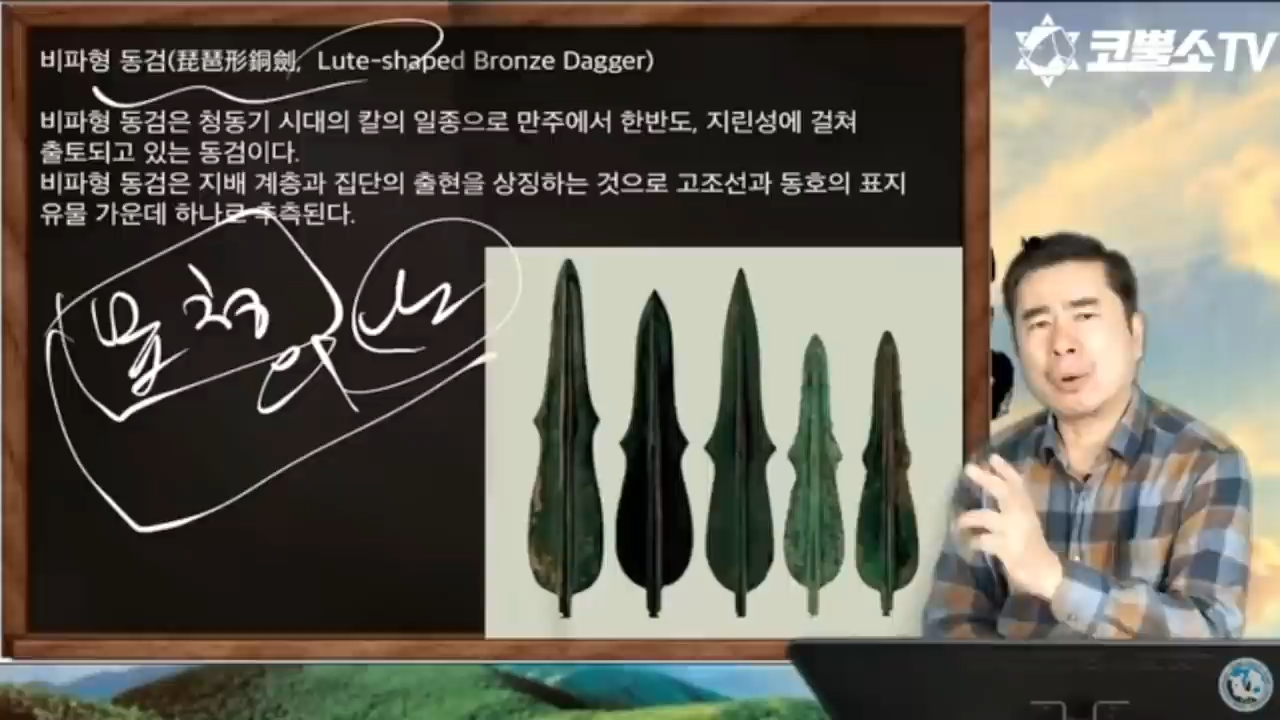 코뿔소TV
비파형 동검(琵琶形銅劍, Lute-shaped Bronze Dagger)
비파형 동검은 청동기 시대의 칼의 일종으로 만주에서 한반도, 지린성에 걸쳐
출토되고 있는 동검이다.
비파형 동검은 지배 계층과 집단의 출현을 상징하는 것으로 고조선과 동호의 표지
유물 가운데 하나로 추측된다.